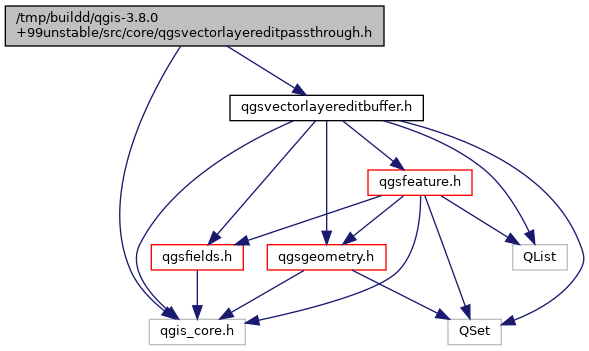 /tmp/buildd/qgis-3.8.0
+99unstable/src/core/qgsvectorlayereditpassthrough.h
qgsvectorlayereditbuffer.h
qgsfeature.h
qgsfields.h
qgsgeometry.h
QList
qgis_core.h
QSet